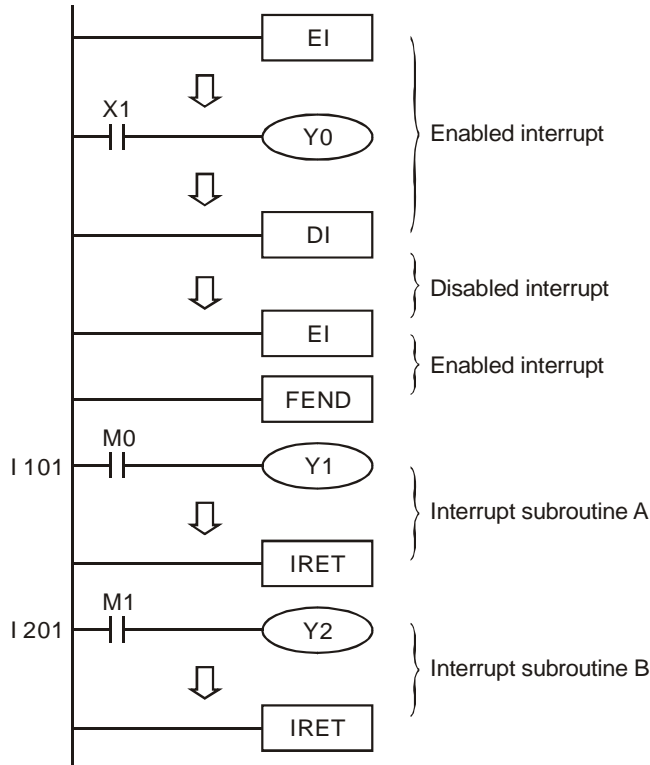 EI
X1
Y0
Enabled interrupt
DI
Disabled interrupt
EI
Enabled interrupt
FEND
M0
I 101
Y1
Interrupt subroutine A
IRET
M1
I 201
Y2
Interrupt subroutine B
IRET